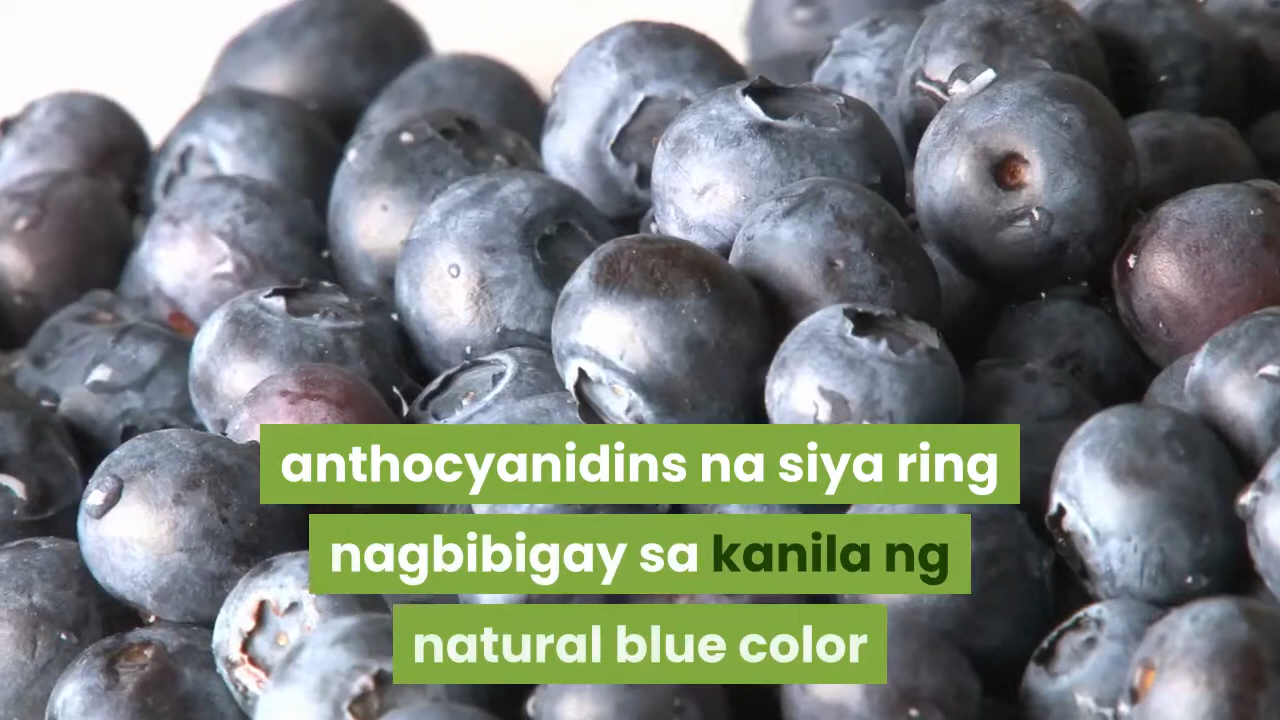 anthocyanidins na siya ring
nagbibigay sa kanila ng
natural blue color